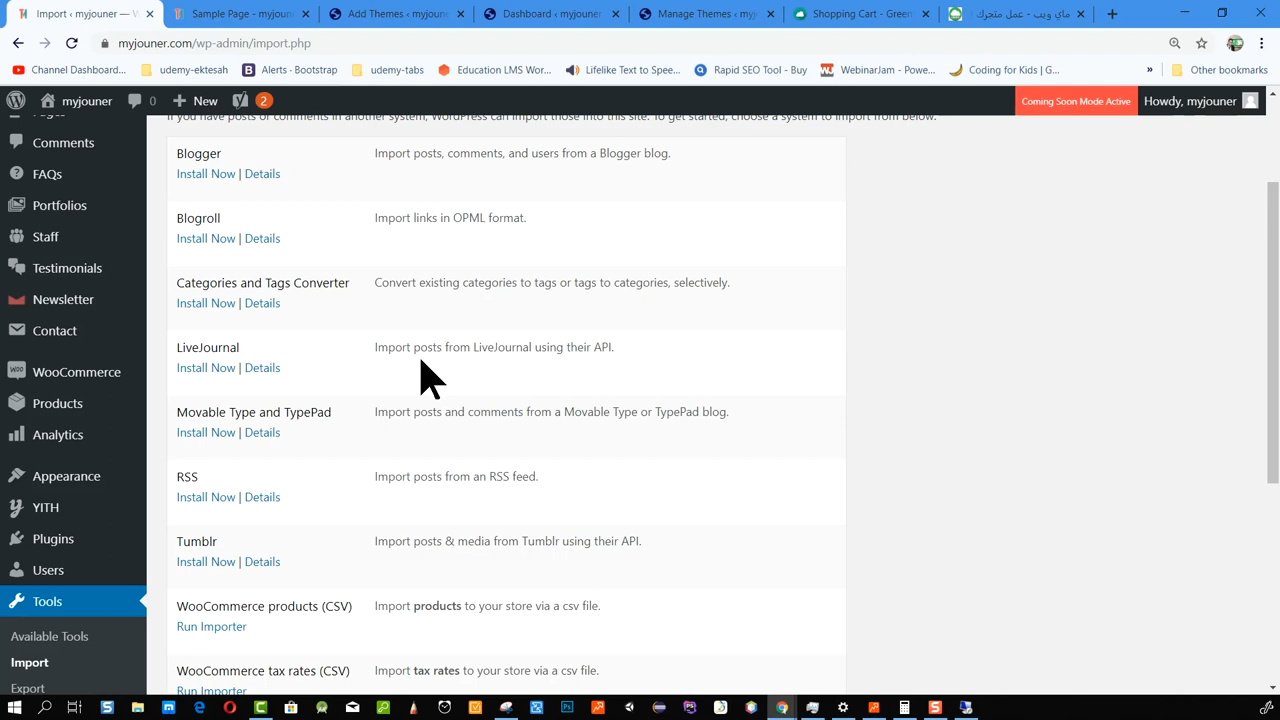 Import ‹ myjouner — W
Sample Page - myjouner
Add Themes ‹ myjoun
Dashboard ‹ myjouner
Manage Themes ‹ myjou
Shopping Cart - Green
ماي ويب - عمل متجرك
myjouner.com/wp-admin/import.php
Channel Dashboard...
udemy-ektesah
Alerts · Bootstrap
udemy-tabs
Education LMS Wor...
Lifelike Text to Spee...
Rapid SEO Tool - Buy
WebinarJam - Powe...
Coding for Kids | G...
»
Other bookmarks
myjouner
0
New
2
Coming Soon Mode Active
Howdy, myjouner
Pages
Comments
FAQs
Portfolios
Staff
Testimonials
Newsletter
Contact
WooCommerce
Products
Analytics
Appearance
YITH
Plugins
Users
Tools
Available Tools
Import
Export
If you have posts or comments in another system, WordPress can import those into this site. To get started, choose a system to import from below:
Blogger
Import posts, comments, and users from a Blogger blog.
Install Now | Details
Blogroll
Import links in OPML format.
Install Now | Details
Categories and Tags Converter
Convert existing categories to tags or tags to categories, selectively.
Install Now | Details
LiveJournal
Import posts from LiveJournal using their API.
Install Now | Details
Movable Type and TypePad
Import posts and comments from a Movable Type or TypePad blog.
Install Now | Details
RSS
Import posts from an RSS feed.
Install Now | Details
Tumblr
Import posts & media from Tumblr using their API.
Install Now | Details
WooCommerce products (CSV)
Import products to your store via a csv file.
Run Importer
WooCommerce tax rates (CSV)
Import tax rates to your store via a csv file.
Run Importer